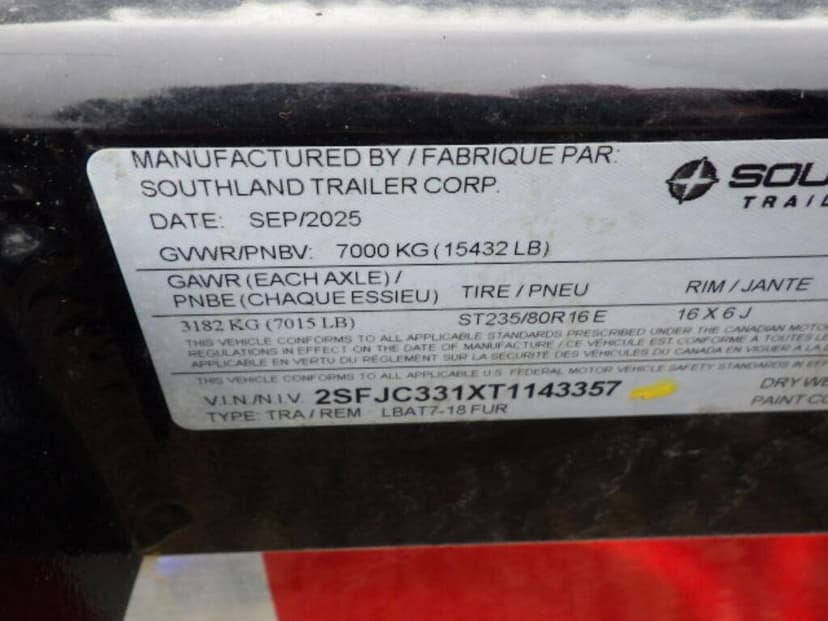 MANUFACTURED BY / FABRIQUE PAR:
SOUTHLAND TRAILER CORP.
SOU
TRAIL
DATE: SEP/2025
GVWR/PNBV: 7000 KG (15432 LB)
GAWR (EACH AXLE) /
PNBE (CHAQUE ESSIEU) TIRE / PNEU RIM / JANTE
3182 KG (7015 LB) ST235/80R16 E 16 X 6 J
THIS VEHICLE CONFORMS TO ALL APPLICABLE STANDARDS PRESCRIBED UNDER THE CANADIAN MOTOR
REGULATIONS IN EFFECT ON THE DATE OF MANUFACTURE / CE VÉHICULE EST CONFORME À TOUTES LES
APPLICABLE EN VERTU DU RÈGLEMENT SUR LA SÉCURITÉ DES VÉHICULES DU CANADA EN VIGUER A LA
THIS VEHICLE CONFORMS TO ALL APPLICABLE U.S. FEDERAL MOTOR VEHICLE SAFETY STANDARDS IN
V.I.N./N.I.V. 2SFJC331XT1143357 DRY WE
TYPE: TRA / REM LBAT7-18 FUR PAINT CO